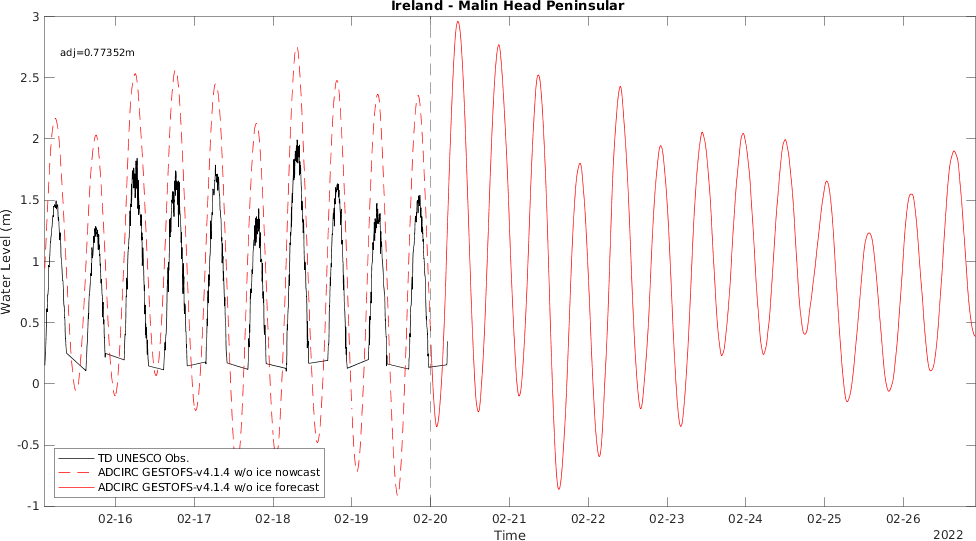 Ireland - Malin Head Peninsular
adj=0.77352m
3
2.5
2
1.5
1
0.5
0
-0.5
-1
Water Level (m)
TD UNESCO Obs.
ADCIRC GESTOFS-v4.1.4 w/o ice nowcast
ADCIRC GESTOFS-v4.1.4 w/o ice forecast
02-16 02-17 02-18 02-19 02-20 02-21 02-22 02-23 02-24 02-25 02-26
Time
2022